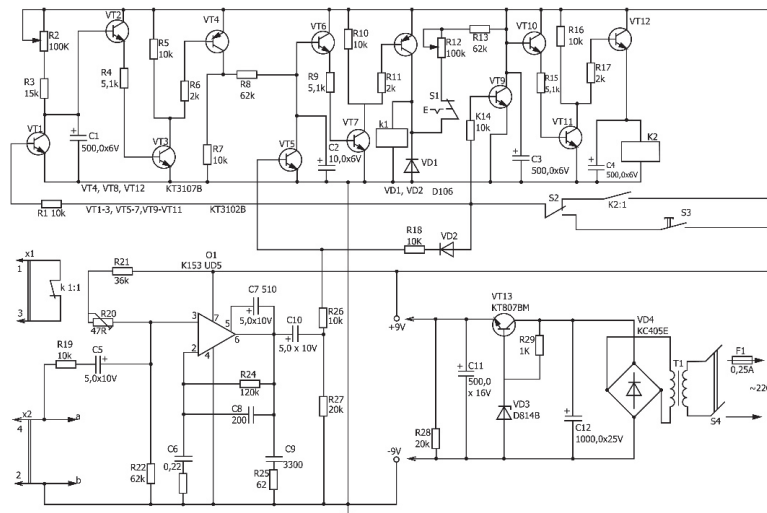 VT2
VT4
VT6
VT10
VT12
R2
100K
R5
10k
R10
10k
R12
100k
R13
62k
R16
10k
R3
15k
R4
5,1k
R6
2k
R8
62k
R9
5,1k
R11
2k
S1
E
VT9
R15
5,1k
R17
2k
VT1
C1
500,0x6V
VT3
R7
10k
VT5
C2
10,0x6V
VT7
k1
K14
10k
VD1
C3
500,0x6V
VT11
C4
500,0x6V
K2
VT4, VT8, VT12 KT3107B
VD1, VD2 D106
R1 10k
VT1-3, VT5-7,VT9-VT11 KT3102B
S2
K2:1
S3
R18
10K
VD2
x1
1
k 1:1
3
R21
36k
O1
K153 UD5
C7 510
5,0x10V
C10
5,0 x 10V
R26
10k
R20
47R
3
7
5
6
2
4
+9V
VT13
KT807BM
R29
1K
VD4
KC405E
T1
F1
0,25A
~220
S4
R19
10k
C5
5,0x10V
R24
120k
C8
200
R27
20k
C11
500,0
x 16V
VD3
D814B
C12
1000,0x25V
x2
4
a
2
b
R22
62k
C6
0,22
C9
3300
R25
62
R28
20k
-9V